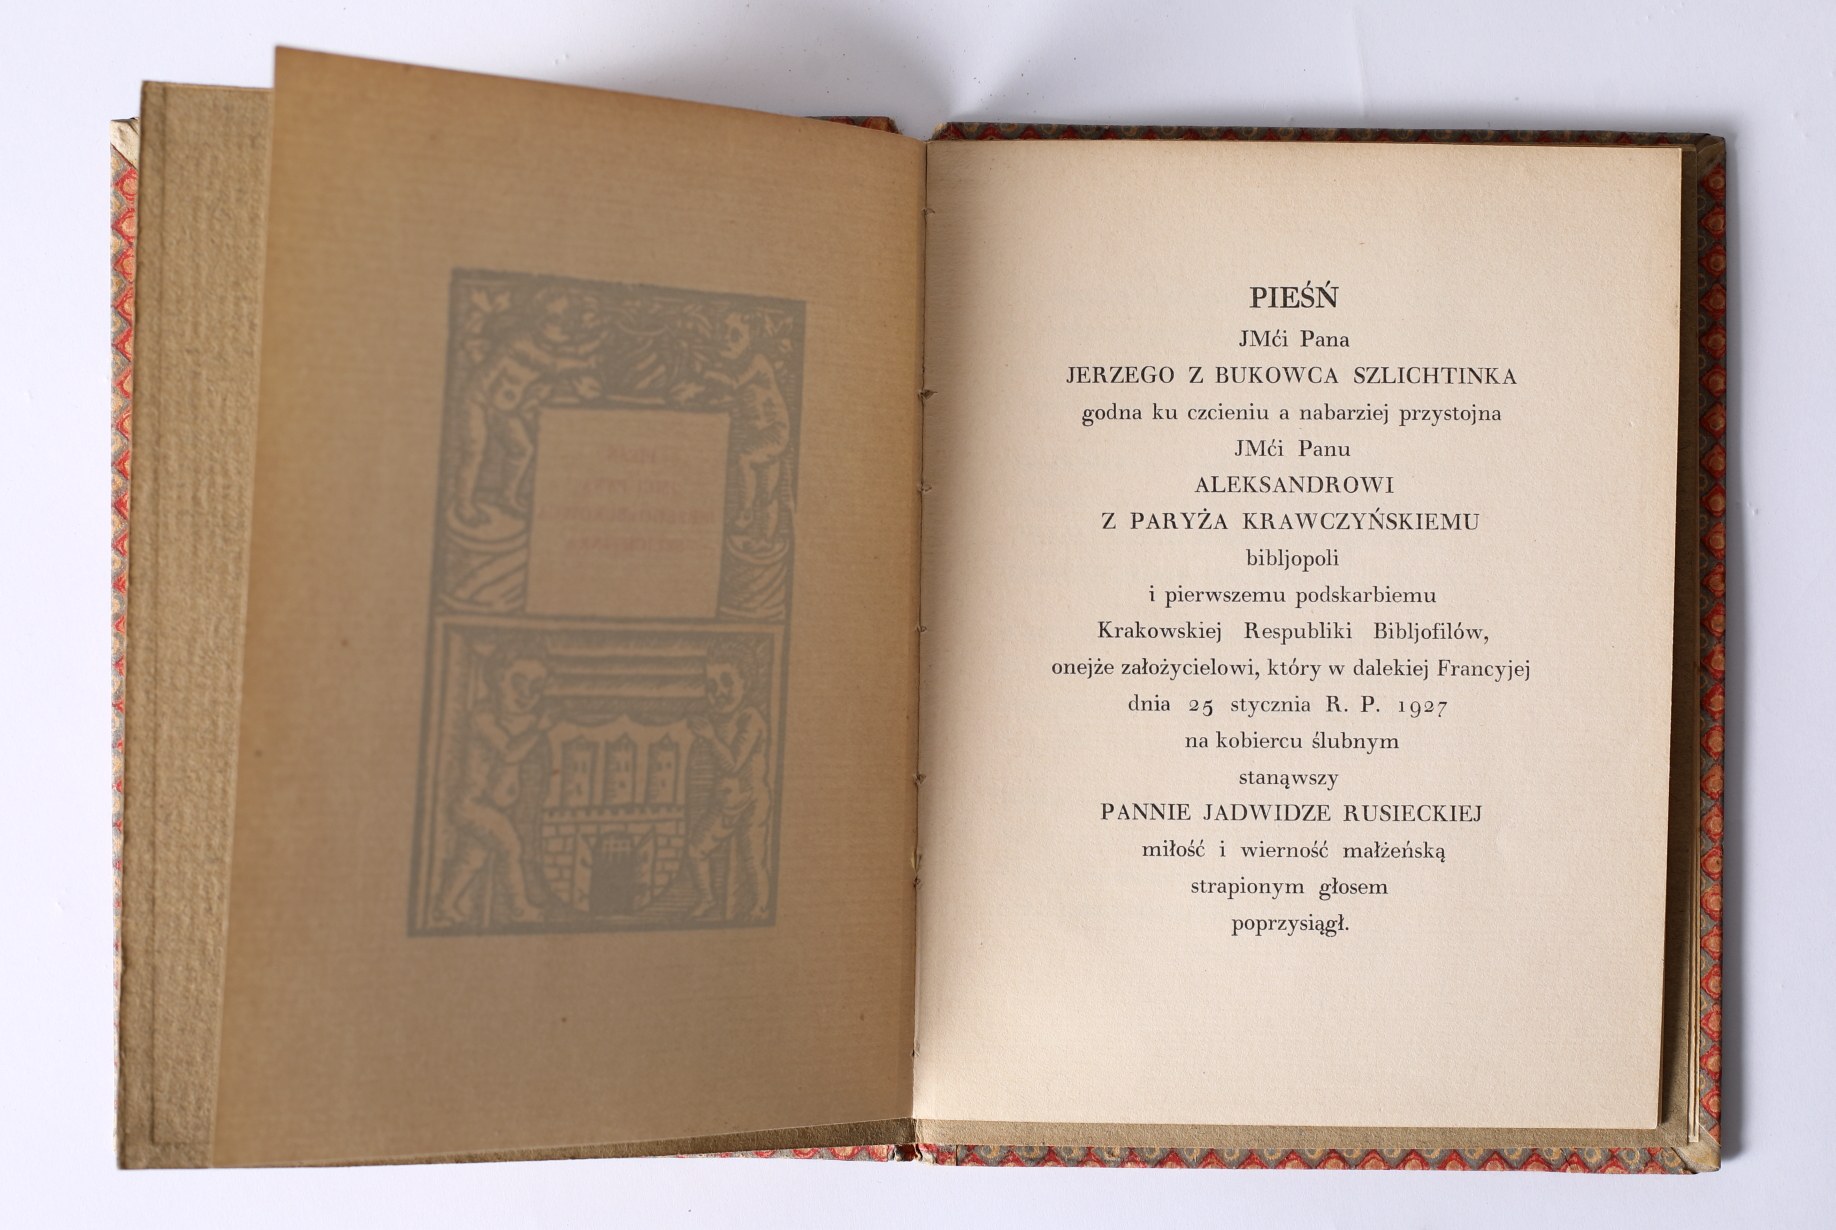 PIEŚŃ
JMći Pana
JERZEGO Z BUKOWCA SZLICHTINKA
godna ku czcieniu a nabarziej przystojna
JMći Panu
ALEKSANDROWI
Z PARYŻA KRAWCZYŃSKIEMU
bibljopoli
i pierwszemu podskarbiemu
Krakowskiej Respubliki Bibljofilów,
onejże założycielowi, który w dalekiej Francyjej
dnia 25 stycznia R. P. 1927
na kobiercu ślubnym
stanąwszy
PANNIE JADWIDZE RUSIECKIEJ
miłość i wierność małżeńską
strapionym głosem
poprzysiągł.